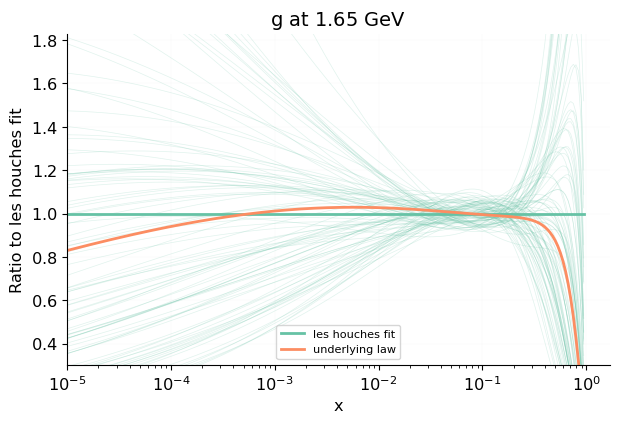 g at 1.65 GeV
Ratio to les houches fit
1.8
1.6
1.4
1.2
1.0
0.8
0.6
0.4
les houches fit
underlying law
10⁻⁵ 10⁻⁴ 10⁻³ 10⁻² 10⁻¹ 10⁰
x